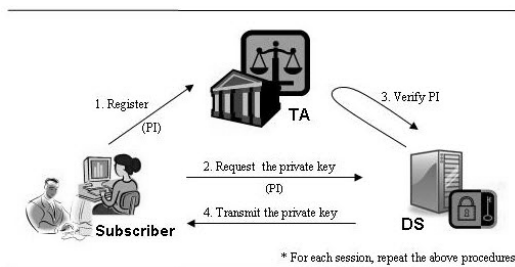 1. Register
(PI)
TA
3. Verify PI
2. Request the private key
(PI)
4. Transmit the private key
Subscriber
DS
* For each session, repeat the above procedures